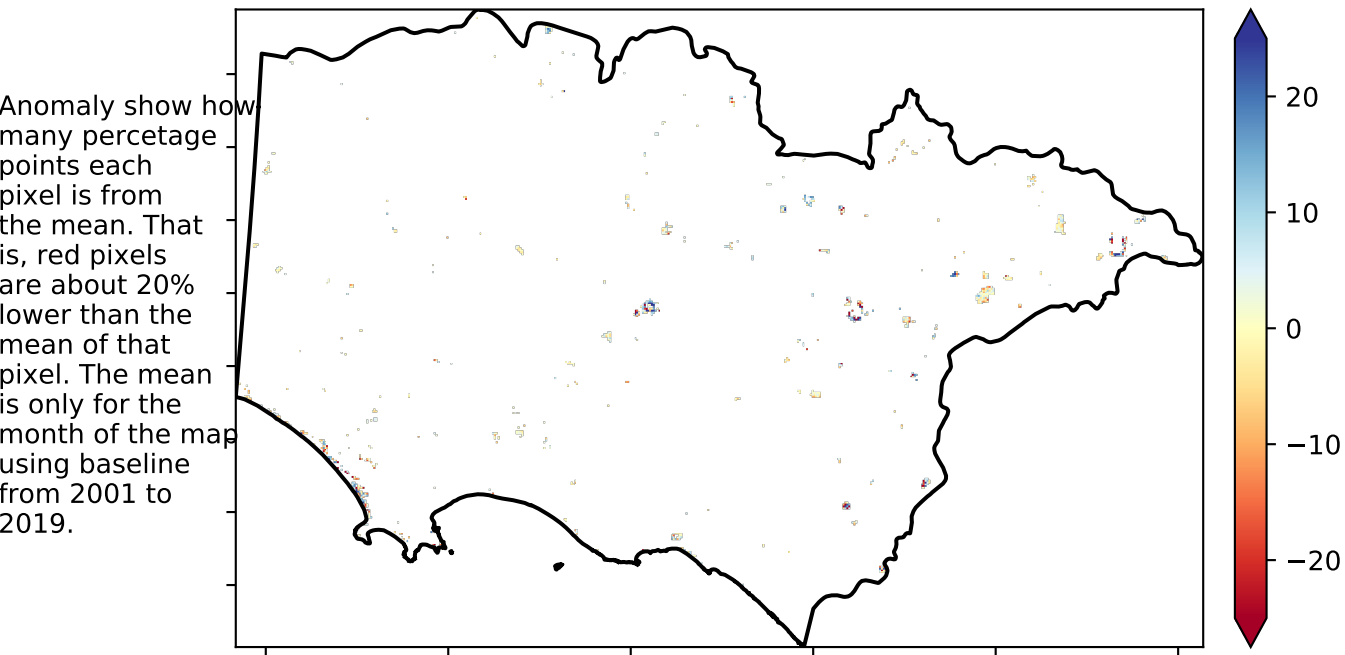 Anomaly show how
many percetage
points each
pixel is from
the mean. That
is, red pixels
are about 20%
lower than the
mean of that
pixel. The mean
is only for the
month of the map
using baseline
from 2001 to
2019.
20
10
0
−10
−20